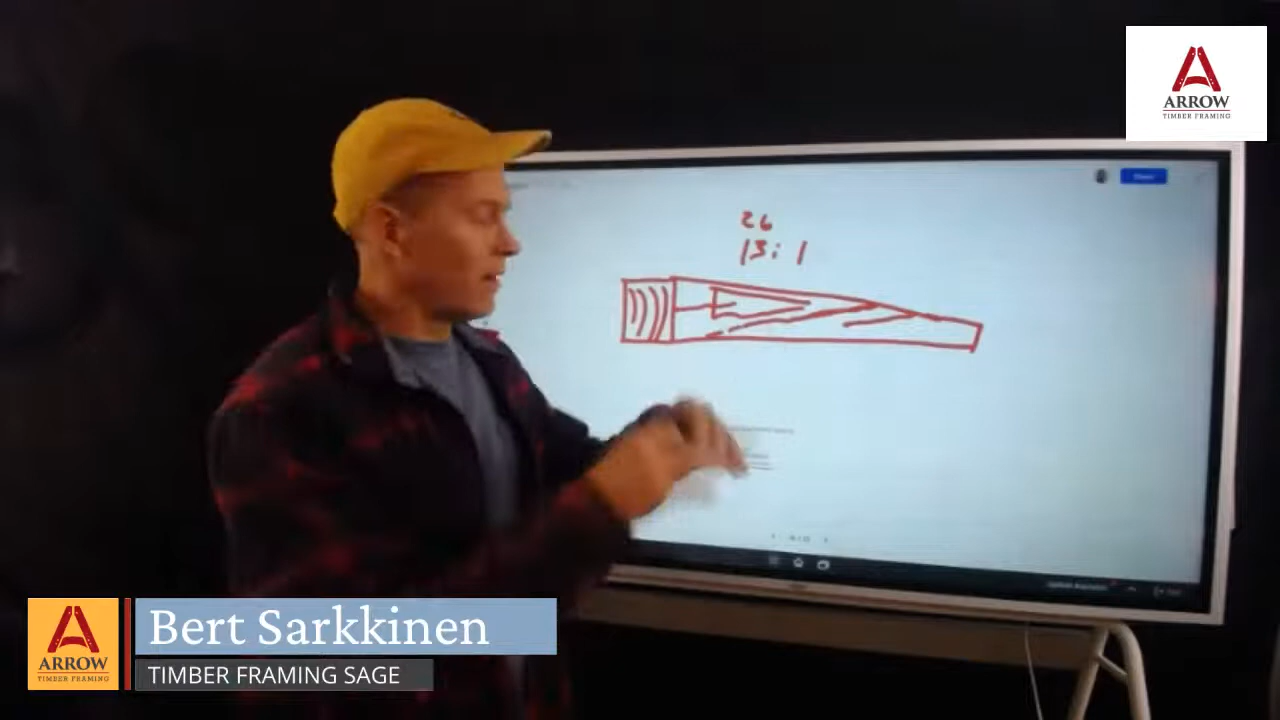 ARROW
TIMBER FRAMING
26
13:1
Bert Sarkkinen
TIMBER FRAMING SAGE
ARROW
TIMBER FRAMING